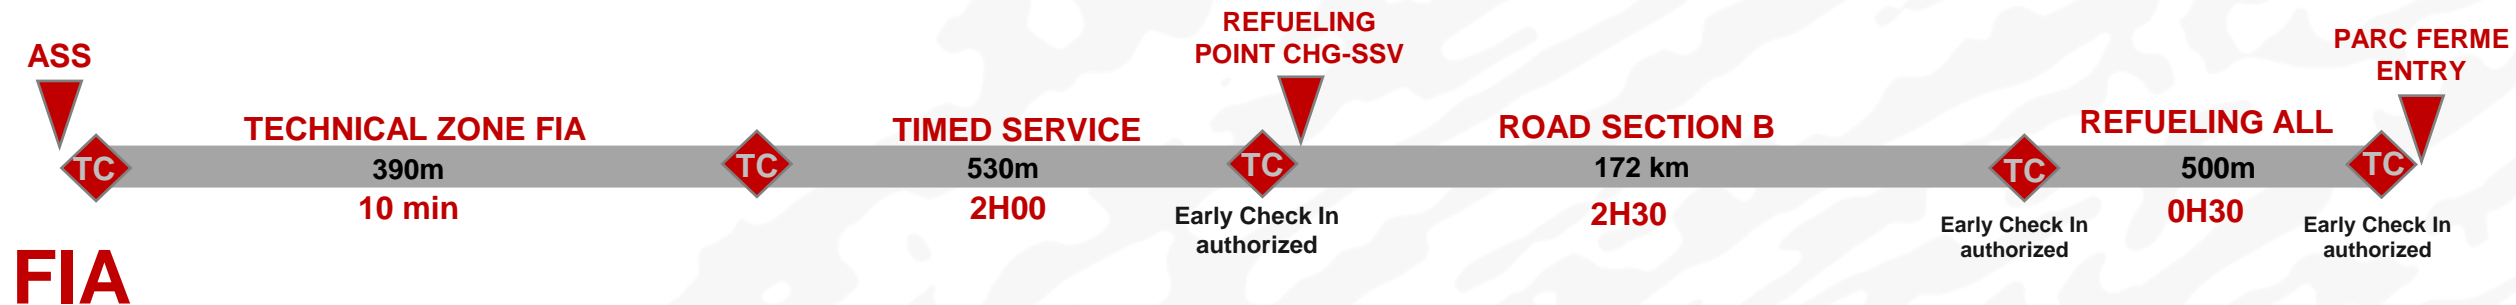 ASS
REFUELING
POINT CHG-SSV
PARC FERME
ENTRY
TECHNICAL ZONE FIA
TIMED SERVICE
ROAD SECTION B
REFUELING ALL
TC
390m
TC
530m
TC
172 km
TC
500m
TC
10 min
2H00
2H30
0H30
Early Check In
authorized
Early Check In
authorized
Early Check In
authorized
FIA